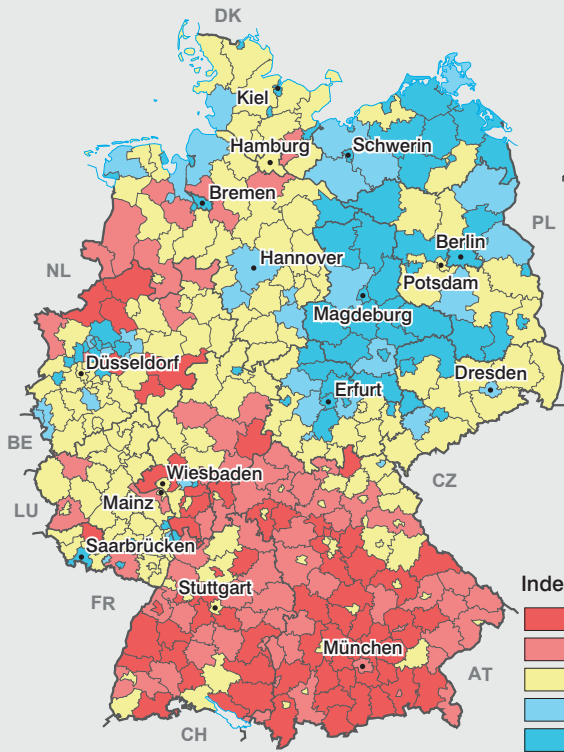 DK
Kiel
Hamburg
Schwerin
Bremen
PL
Berlin
Hannover
NL
Potsdam
Magdeburg
Düsseldorf
Dresden
Erfurt
BE
CZ
Wiesbaden
LU
Mainz
Saarbrücken
Inde
FR
Stuttgart
München
AT
CH